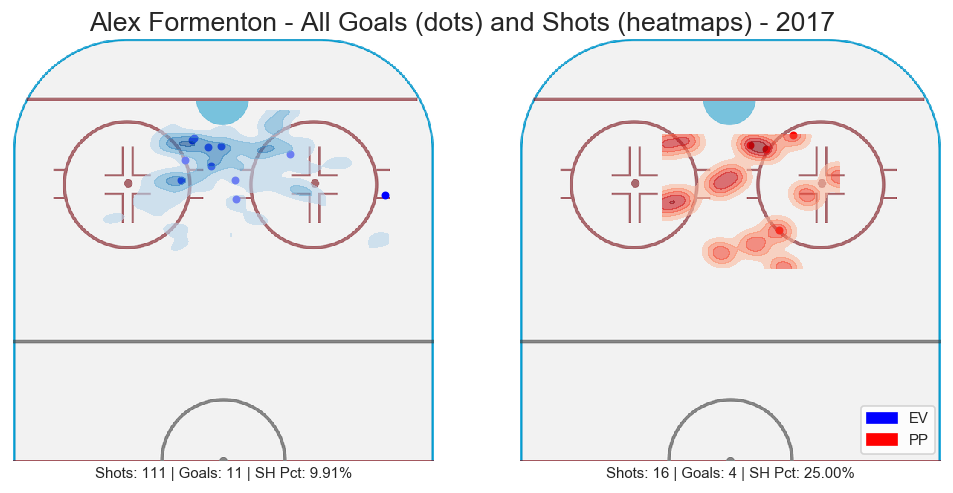 Alex Formenton - All Goals (dots) and Shots (heatmaps) - 2017
EV
PP
Shots: 111 | Goals: 11 | SH Pct: 9.91%
Shots: 16 | Goals: 4 | SH Pct: 25.00%